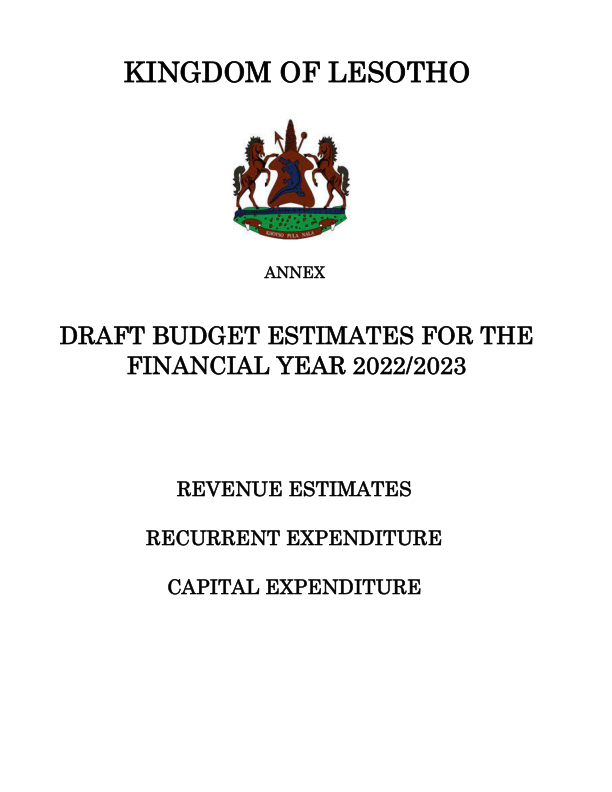 KINGDOM OF LESOTHO
KHOTSO PULA NALA
ANNEX
DRAFT BUDGET ESTIMATES FOR THE
FINANCIAL YEAR 2022/2023
REVENUE ESTIMATES
RECURRENT EXPENDITURE
CAPITAL EXPENDITURE